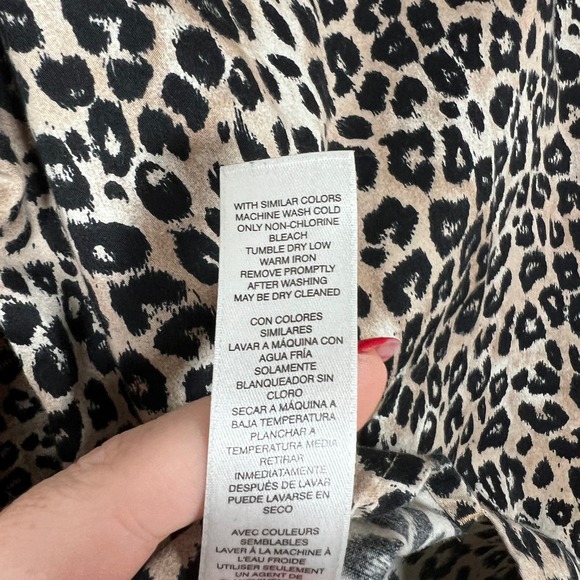 WITH SIMILAR COLORS
MACHINE WASH COLD
ONLY NON-CHLORINE
BLEACH
TUMBLE DRY LOW
WARM IRON
REMOVE PROMPTLY
AFTER WASHING
MAY BE DRY CLEANED
CON COLORES
SIMILARES
LAVAR A MÁQUINA CON
AGUA FRÍA
SOLAMENTE
BLANQUEADOR SIN
CLORO
SECAR A MÁQUINA A
BAJA TEMPERATURA
PLANCHAR A
TEMPERATURA MEDIA
RETIRAR
INMEDIATAMENTE
DESPUÉS DE LAVAR
PUEDE LAVARSE EN
SECO
AVEC COULEURS
SEMBLABLES
LAVER À LA MACHINE À
L'EAU FROIDE
UTILISER SEULEMENT
UN AGENT DE